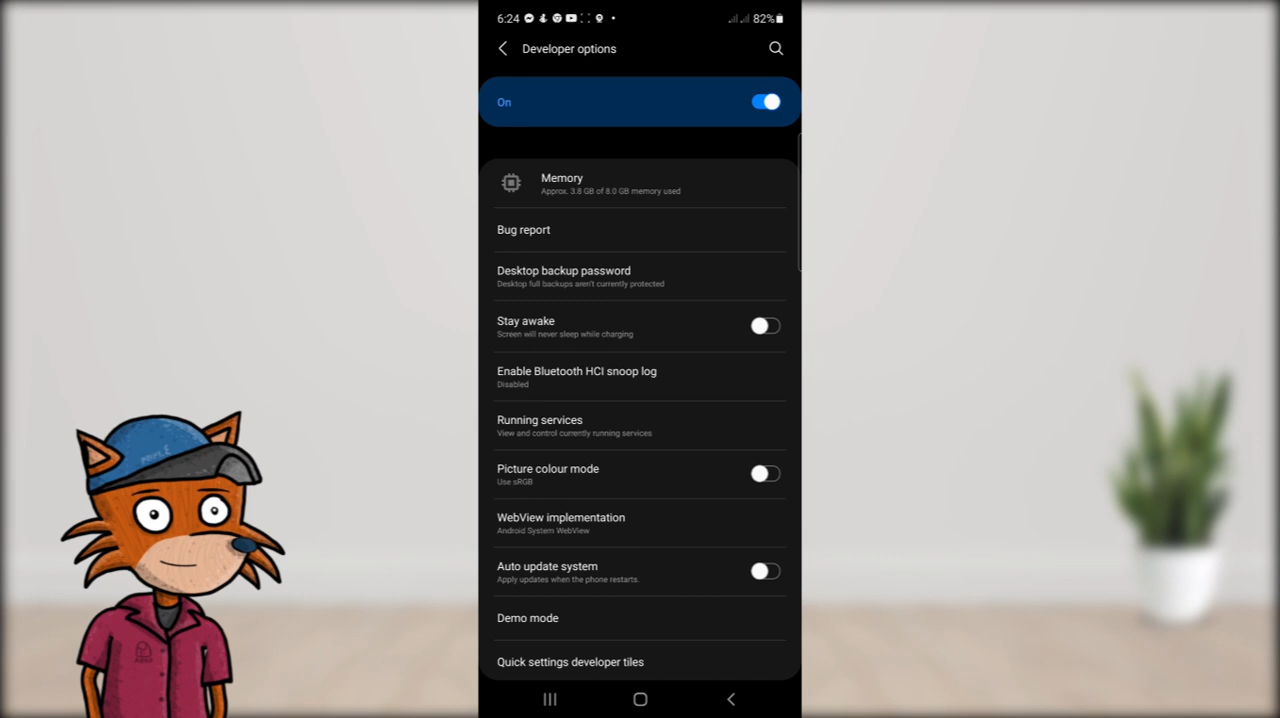 6:24
82%
Developer options
On
Memory
Approx. 3.8 GB of 8.0 GB memory used
Bug report
Desktop backup password
Desktop full backups aren't currently protected
Stay awake
Screen will never sleep while charging
Enable Bluetooth HCI snoop log
Disabled
Running services
View and control currently running services
Picture colour mode
Use sRGB
WebView implementation
Android System WebView
Auto update system
Apply updates when the phone restarts.
Demo mode
Quick settings developer tiles